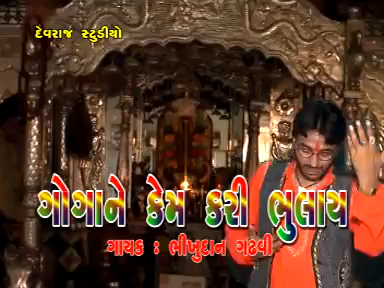 દેવરાજ સ્ટુડીયો
ગોગાને કેમ કરી ભુલાય
ગાયક : ભીખુદાન ગઢવી